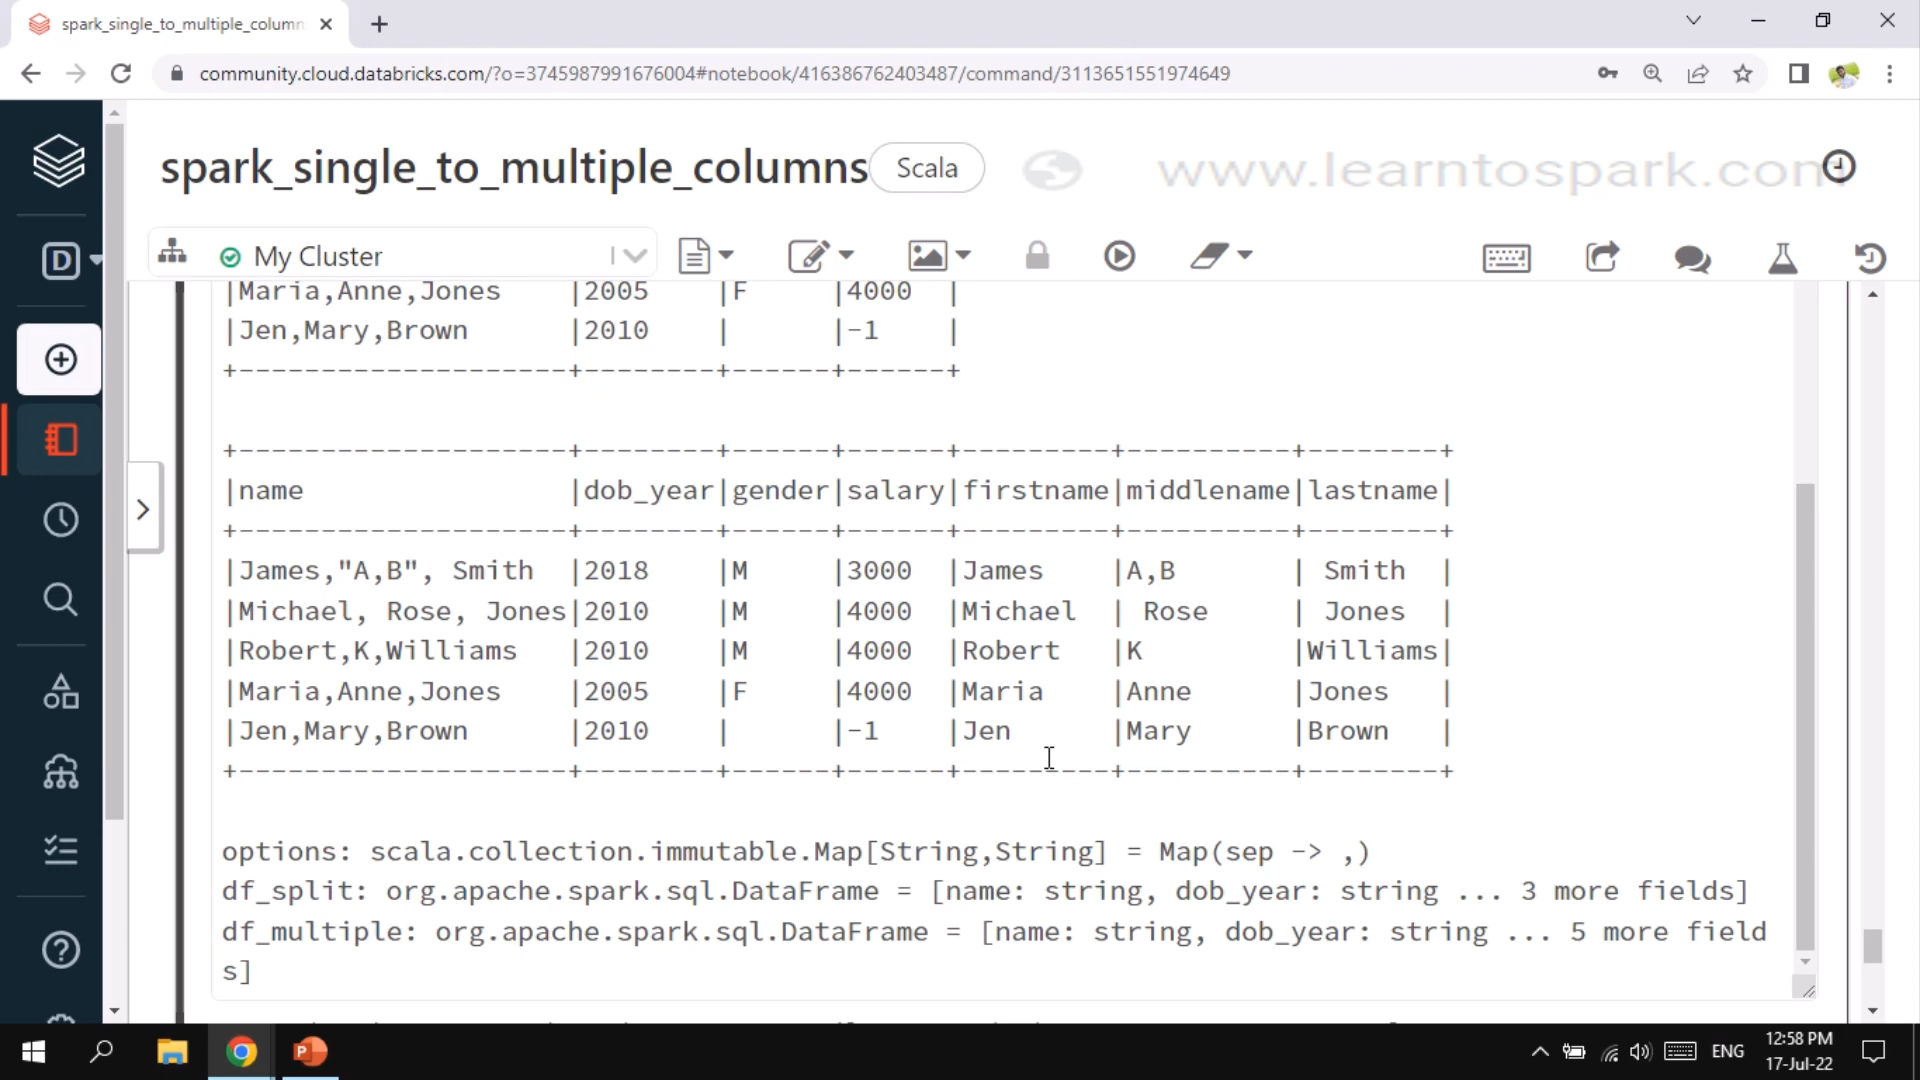 spark_single_to_multiple_column
community.cloud.databricks.com/?o=3745987991676004#notebook/416386762403487/command/3113651551974649
spark_single_to_multiple_columns
Scala
www.learntospark.com
D
My Cluster
|Maria,Anne,Jones    |2005    |F     |4000  |
|Jen,Mary,Brown      |2010    |      |-1    |
+--------------------+--------+------+------+
+--------------------+--------+------+------+---------+----------+--------+
|name                |dob_year|gender|salary|firstname|middlename|lastname|
+--------------------+--------+------+------+---------+----------+--------+
|James,"A,B", Smith  |2018    |M     |3000  |James    |A,B       | Smith  |
|Michael, Rose, Jones|2010    |M     |4000  |Michael  | Rose     | Jones  |
|Robert,K,Williams   |2010    |M     |4000  |Robert   |K         |Williams|
|Maria,Anne,Jones    |2005    |F     |4000  |Maria    |Anne      |Jones   |
|Jen,Mary,Brown      |2010    |      |-1    |Jen      |Mary      |Brown   |
+--------------------+--------+------+------+---------+----------+--------+
options: scala.collection.immutable.Map[String,String] = Map(sep -> ,)
df_split: org.apache.spark.sql.DataFrame = [name: string, dob_year: string ... 3 more fields]
df_multiple: org.apache.spark.sql.DataFrame = [name: string, dob_year: string ... 5 more field
s]
ENG
12:58 PM
17-Jul-22